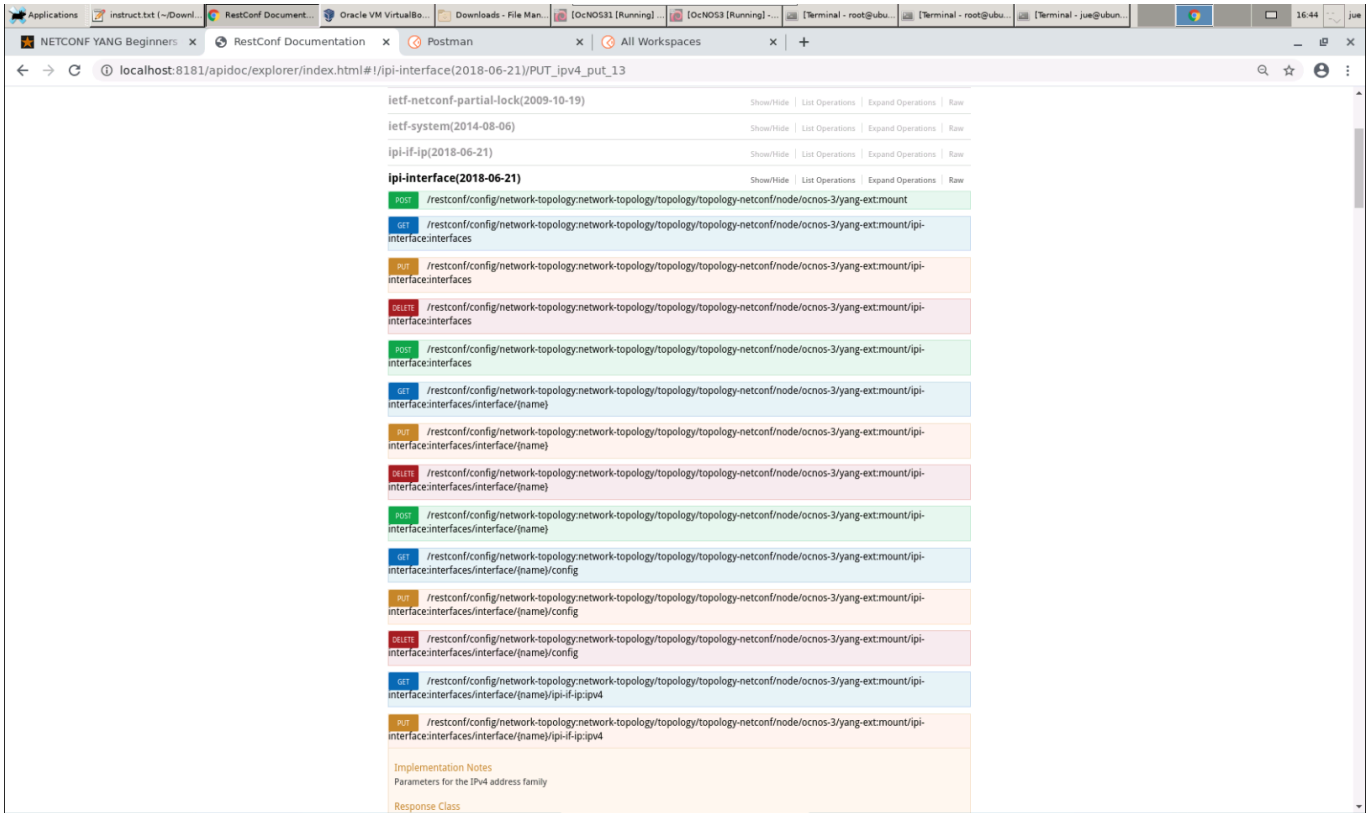 Applications
instruct.txt (~/Downl...
RestConf Document...
Oracle VM VirtualBo...
Downloads - File Man...
[OcNOS31 [Running] ...
[OcNOS3 [Running] -...
[Terminal - root@ubu...
[Terminal - root@ubu...
[Terminal - jue@ubun...
16:44
jue
NETCONF YANG Beginners
RestConf Documentation
Postman
All Workspaces
localhost:8181/apidoc/explorer/index.html#!/ipi-interface(2018-06-21)/PUT_ipv4_put_13
ietf-netconf-partial-lock(2009-10-19) Show/Hide List Operations Expand Operations Raw
ietf-system(2014-08-06) Show/Hide List Operations Expand Operations Raw
ipi-if-ip(2018-06-21) Show/Hide List Operations Expand Operations Raw
ipi-interface(2018-06-21) Show/Hide List Operations Expand Operations Raw
POST /restconf/config/network-topology:network-topology/topology/topology-netconf/node/ocnos-3/yang-ext:mount
GET /restconf/config/network-topology:network-topology/topology/topology-netconf/node/ocnos-3/yang-ext:mount/ipi-
interface:interfaces
PUT /restconf/config/network-topology:network-topology/topology/topology-netconf/node/ocnos-3/yang-ext:mount/ipi-
interface:interfaces
DELETE /restconf/config/network-topology:network-topology/topology/topology-netconf/node/ocnos-3/yang-ext:mount/ipi-
interface:interfaces
POST /restconf/config/network-topology:network-topology/topology/topology-netconf/node/ocnos-3/yang-ext:mount/ipi-
interface:interfaces
GET /restconf/config/network-topology:network-topology/topology/topology-netconf/node/ocnos-3/yang-ext:mount/ipi-
interface:interfaces/interface/{name}
PUT /restconf/config/network-topology:network-topology/topology/topology-netconf/node/ocnos-3/yang-ext:mount/ipi-
interface:interfaces/interface/{name}
DELETE /restconf/config/network-topology:network-topology/topology/topology-netconf/node/ocnos-3/yang-ext:mount/ipi-
interface:interfaces/interface/{name}
POST /restconf/config/network-topology:network-topology/topology/topology-netconf/node/ocnos-3/yang-ext:mount/ipi-
interface:interfaces/interface/{name}
GET /restconf/config/network-topology:network-topology/topology/topology-netconf/node/ocnos-3/yang-ext:mount/ipi-
interface:interfaces/interface/{name}/config
PUT /restconf/config/network-topology:network-topology/topology/topology-netconf/node/ocnos-3/yang-ext:mount/ipi-
interface:interfaces/interface/{name}/config
DELETE /restconf/config/network-topology:network-topology/topology/topology-netconf/node/ocnos-3/yang-ext:mount/ipi-
interface:interfaces/interface/{name}/config
GET /restconf/config/network-topology:network-topology/topology/topology-netconf/node/ocnos-3/yang-ext:mount/ipi-
interface:interfaces/interface/{name}/ipi-if-ip:ipv4
PUT /restconf/config/network-topology:network-topology/topology/topology-netconf/node/ocnos-3/yang-ext:mount/ipi-
interface:interfaces/interface/{name}/ipi-if-ip:ipv4
Implementation Notes
Parameters for the IPv4 address family
Response Class